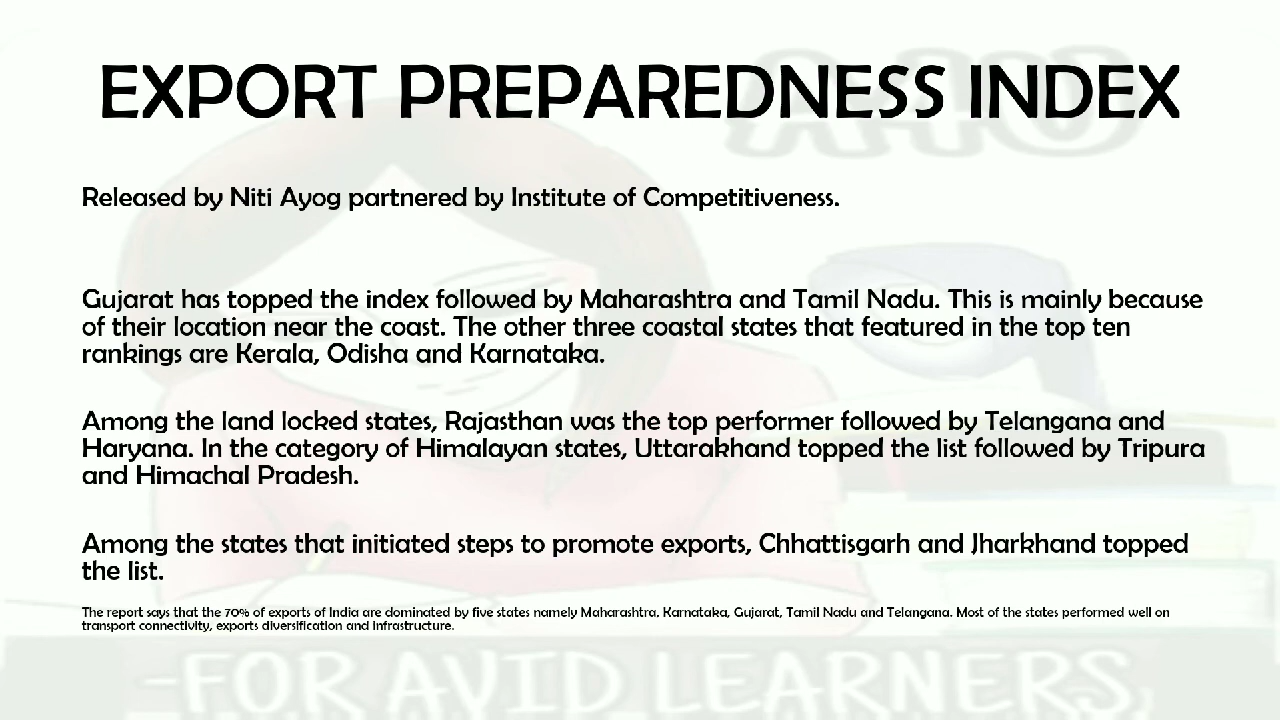 EXPORT PREPAREDNESS INDEX
Released by Niti Ayog partnered by Institute of Competitiveness.
Gujarat has topped the index followed by Maharashtra and Tamil Nadu. This is mainly because
of their location near the coast. The other three coastal states that featured in the top ten
rankings are Kerala, Odisha and Karnataka.
Among the land locked states, Rajasthan was the top performer followed by Telangana and
Haryana. In the category of Himalayan states, Uttarakhand topped the list followed by Tripura
and Himachal Pradesh.
Among the states that initiated steps to promote exports, Chhattisgarh and Jharkhand topped
the list.
The report says that the 70% of exports of India are dominated by five states namely Maharashtra, Karnataka, Gujarat, Tamil Nadu and Telangana. Most of the states performed well on
transport connectivity, exports diversification and infrastructure.
-FOR AVID LEARNERS,